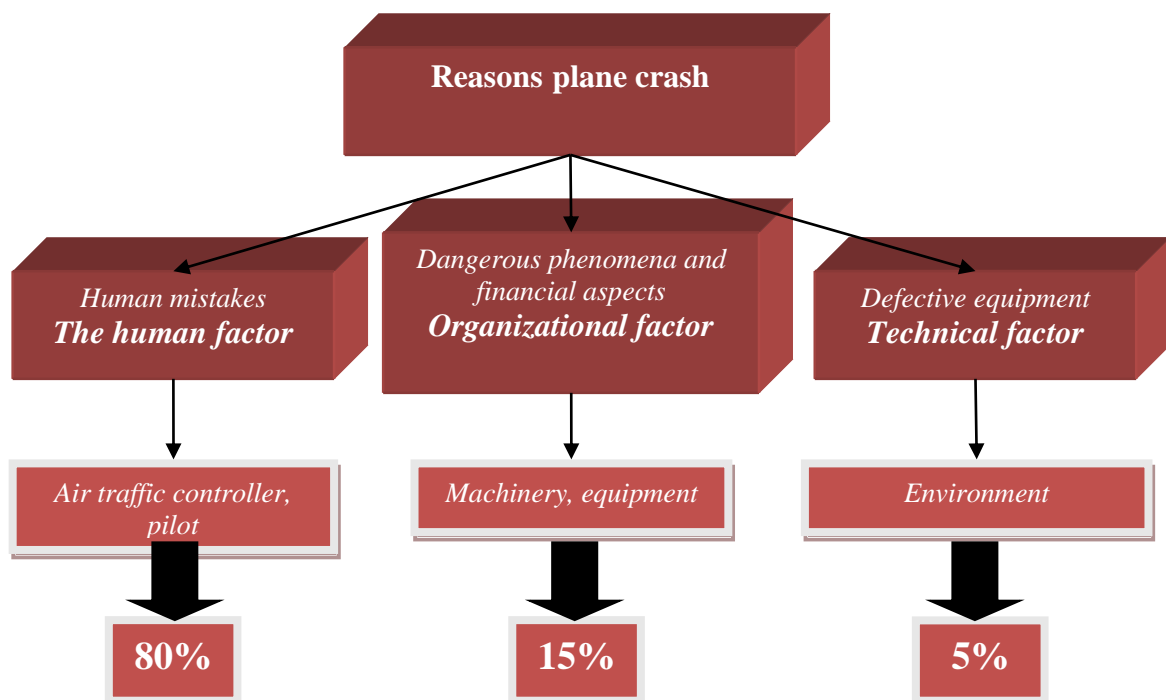 Reasons plane crash
Human mistakes
The human factor
Dangerous phenomena and
financial aspects
Organizational factor
Defective equipment
Technical factor
Air traffic controller,
pilot
Machinery, equipment
Environment
80%
15%
5%